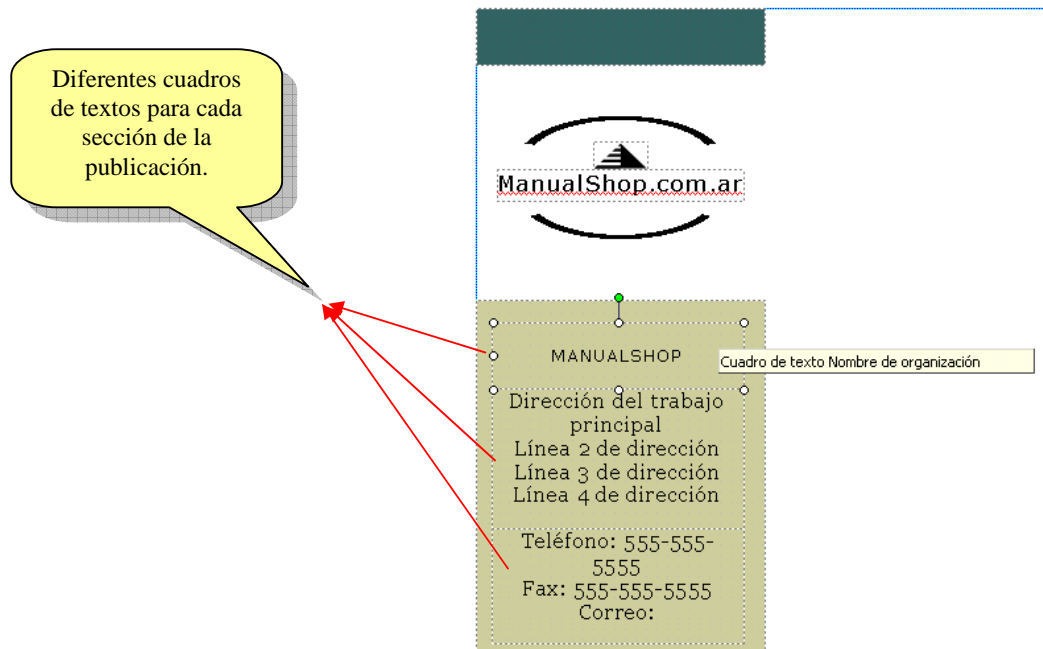 Diferentes cuadros
de textos para cada
sección de la
publicación.
ManualShop.com.ar
MANUALSHOP
Cuadro de texto Nombre de organización
Dirección del trabajo
principal
Línea 2 de dirección
Línea 3 de dirección
Línea 4 de dirección
Teléfono: 555-555-
5555
Fax: 555-555-5555
Correo: